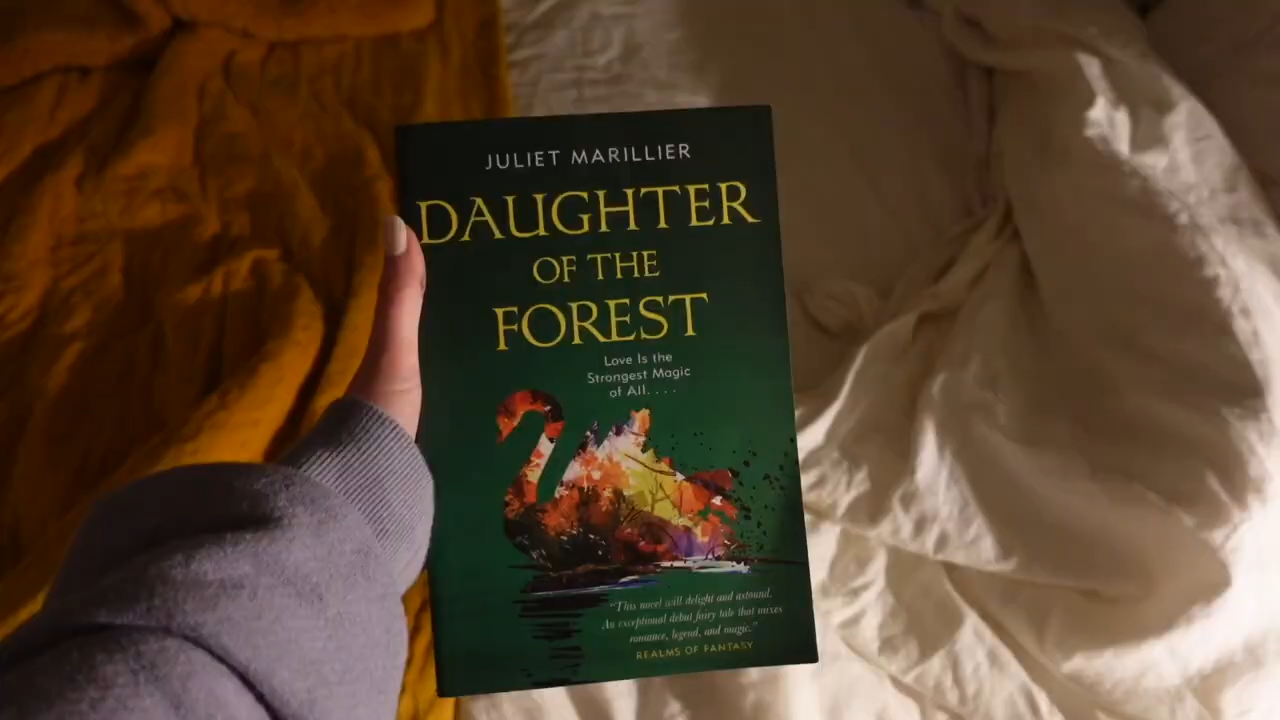 JULIET MARILLIER
DAUGHTER
OF THE
FOREST
Love Is the
Strongest Magic
of All. . . .
"This novel will delight and astound.
An exceptional debut fairy tale that mixes
romance, legend, and magic."
REALMS OF FANTASY